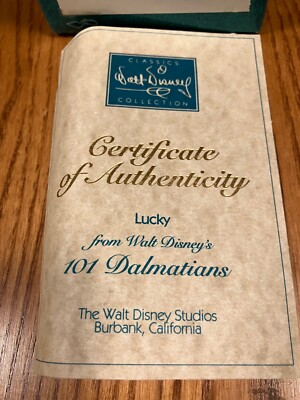 CLASSICS
Walt Disney
COLLECTION
Certificate
of Authenticity
Lucky
from Walt Disney's
101 Dalmatians
The Walt Disney Studios
Burbank, California